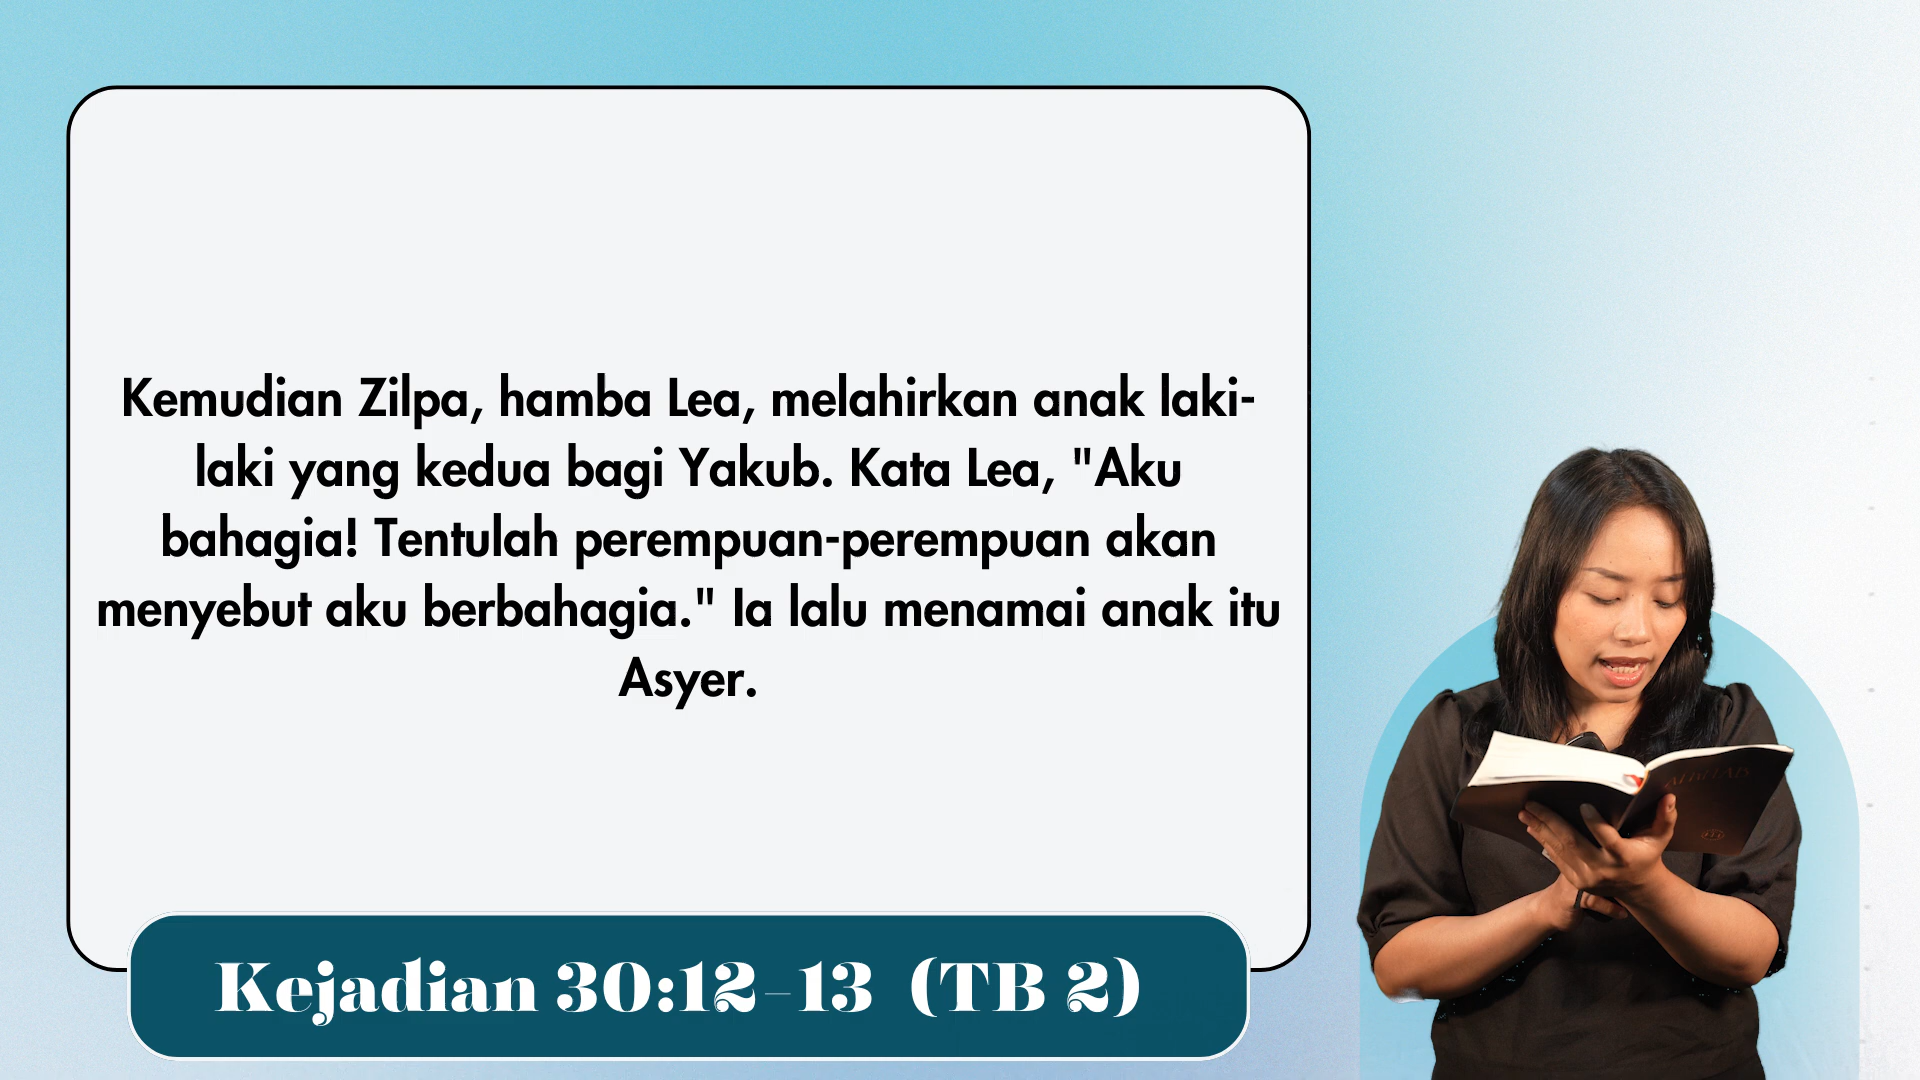 Kemudian Zilpa, hamba Lea, melahirkan anak laki-
laki yang kedua bagi Yakub. Kata Lea, "Aku
bahagia! Tentulah perempuan-perempuan akan
menyebut aku berbahagia." Ia lalu menamai anak itu
Asyer.
Kejadian 30:12-13 (TB 2)
ALKITAB